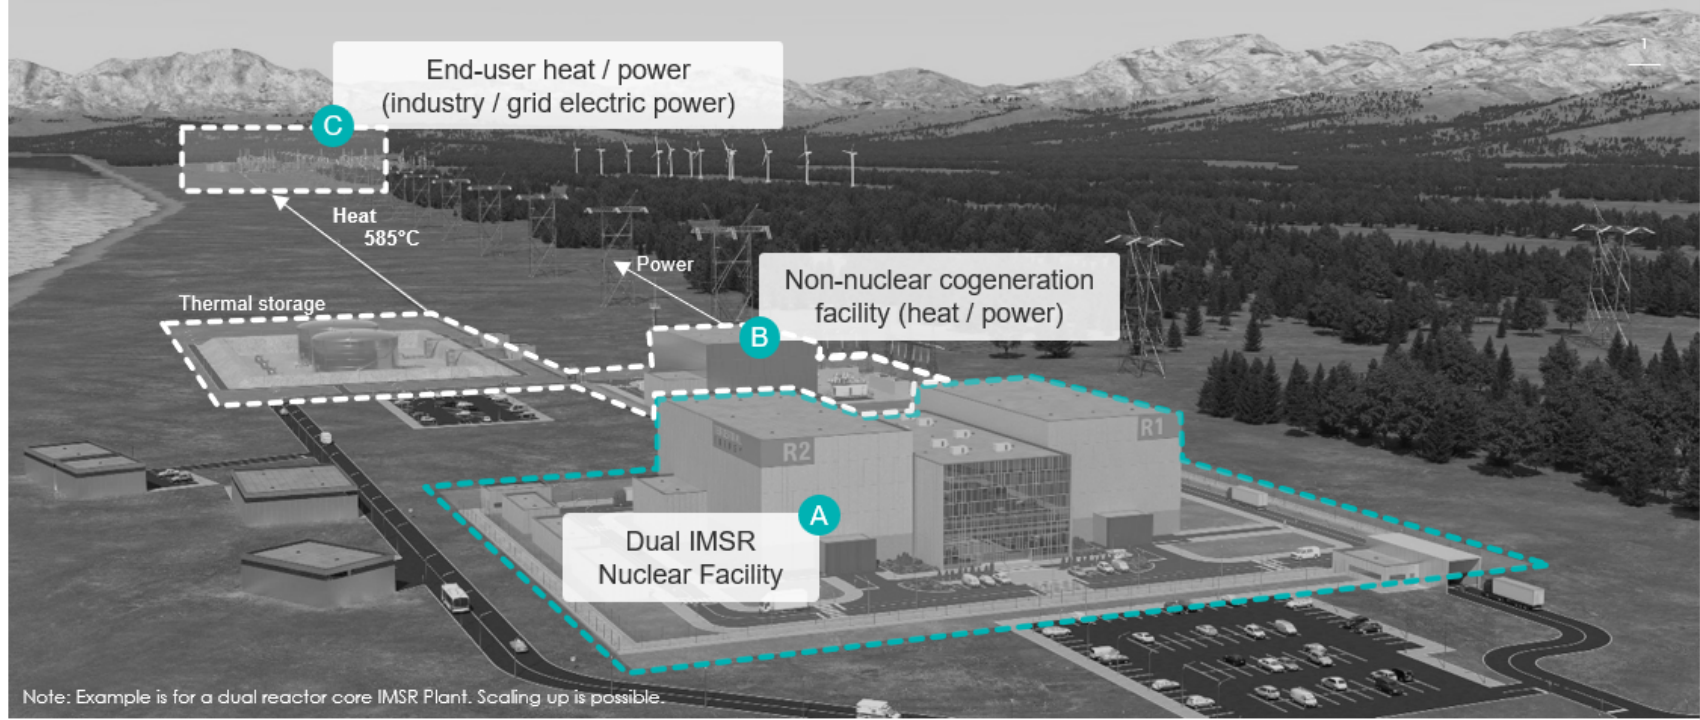 1
End-user heat / power
(industry / grid electric power)
C
Heat
585°C
Power
Non-nuclear cogeneration
facility (heat / power)
Thermal storage
B
R1
R2
A
Dual IMSR
Nuclear Facility
Note: Example is for a dual reactor core IMSR Plant. Scaling up is possible.